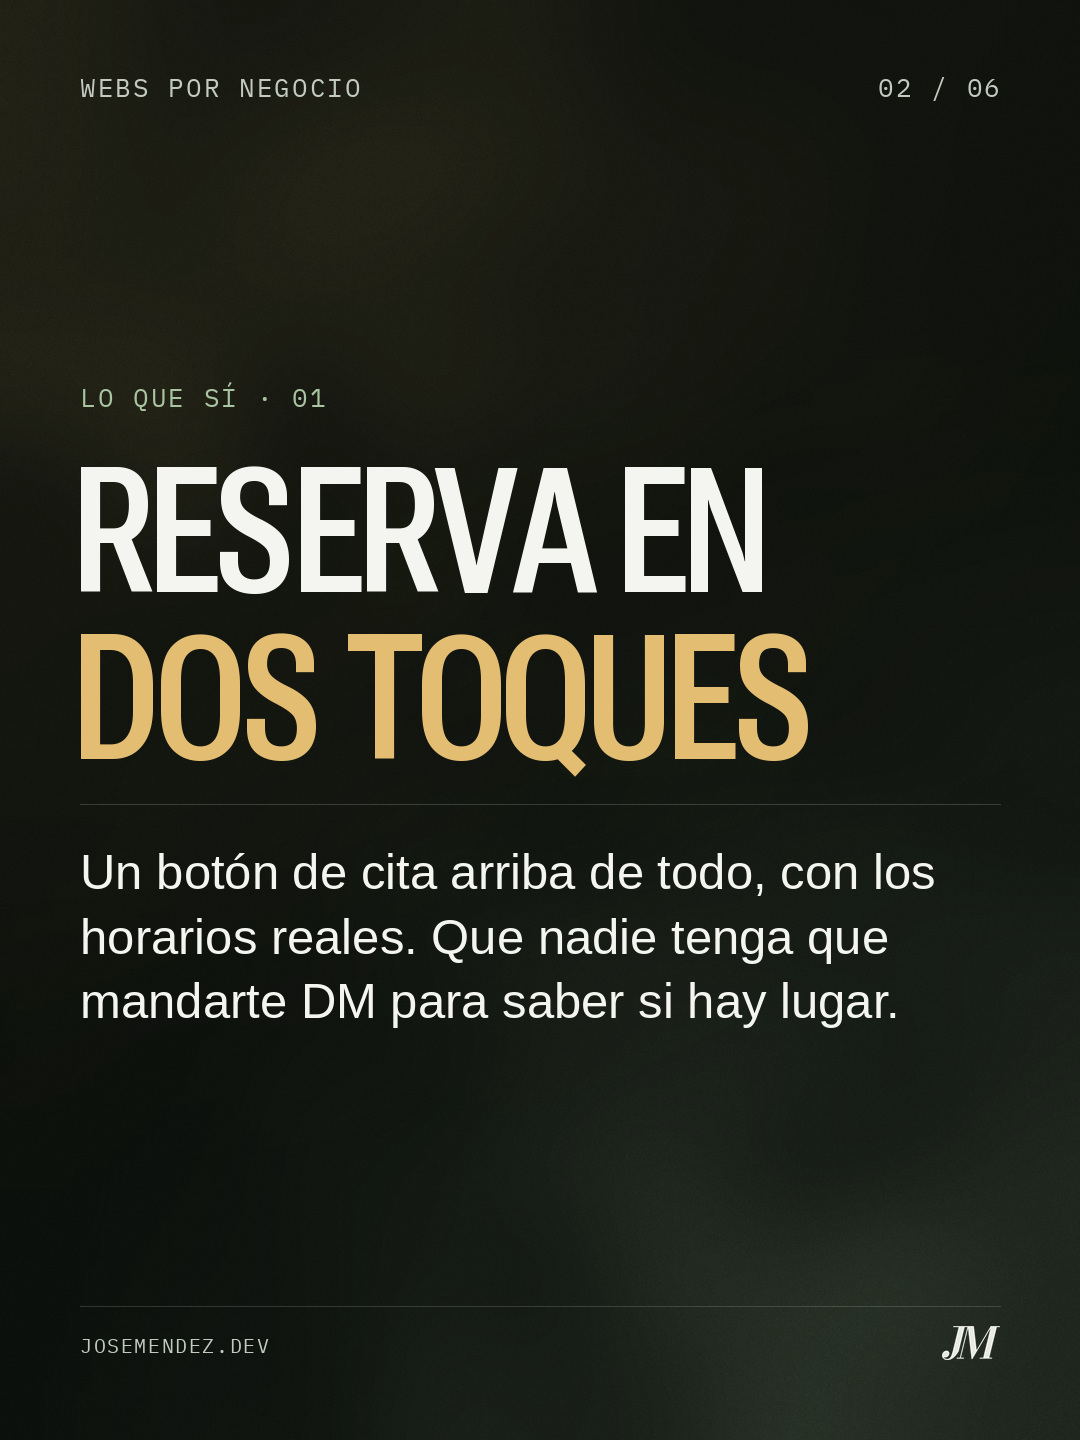 WEBS POR NEGOCIO
02 / 06
LO QUE SÍ · 01
RESERVA EN
DOS TOQUES
Un botón de cita arriba de todo, con los
horarios reales. Que nadie tenga que
mandarte DM para saber si hay lugar.
JOSEMENDEZ.DEV
JM